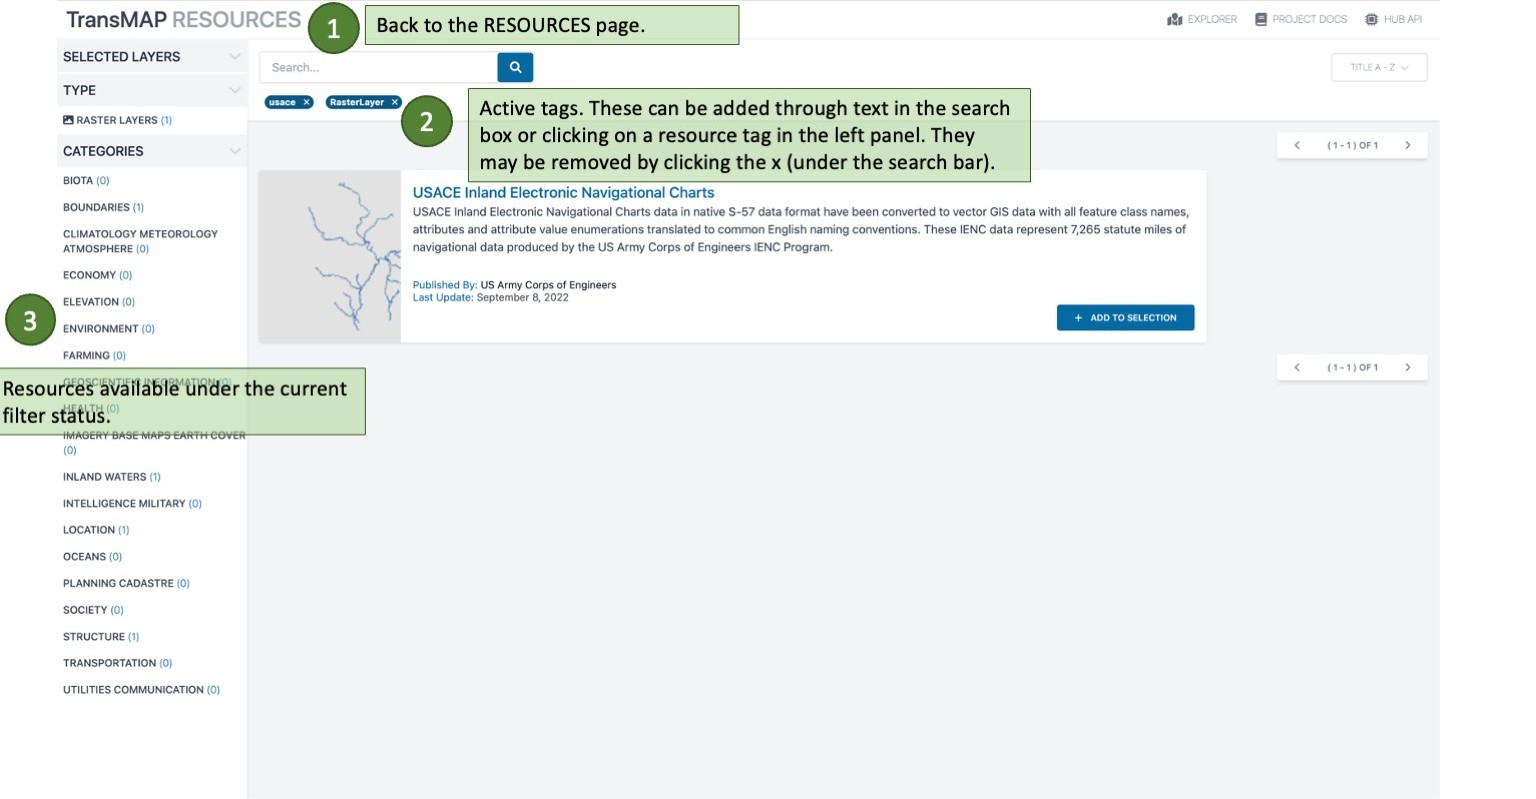 TransMAP RESOURCES
1
Back to the RESOURCES page.
EXPLORER
PROJECT DOCS
HUB API
SELECTED LAYERS
Search...
TITLE A - Z
TYPE
usace ×
RasterLayer ×
2
Active tags. These can be added through text in the search
box or clicking on a resource tag in the left panel. They
may be removed by clicking the x (under the search bar).
RASTER LAYERS (1)
CATEGORIES
< (1 - 1) OF 1 >
BIOTA (0)
BOUNDARIES (1)
CLIMATOLOGY METEOROLOGY
ATMOSPHERE (0)
ECONOMY (0)
ELEVATION (0)
3
ENVIRONMENT (0)
FARMING (0)
GEOSCIENTIFIC INFORMATION (0)
Resources available under the current
filter status.
HEALTH (0)
IMAGERY BASE MAPS EARTH COVER
(0)
INLAND WATERS (1)
INTELLIGENCE MILITARY (0)
LOCATION (1)
OCEANS (0)
PLANNING CADASTRE (0)
SOCIETY (0)
STRUCTURE (1)
TRANSPORTATION (0)
UTILITIES COMMUNICATION (0)
USACE Inland Electronic Navigational Charts
USACE Inland Electronic Navigational Charts data in native S-57 data format have been converted to vector GIS data with all feature class names,
attributes and attribute value enumerations translated to common English naming conventions. These IENC data represent 7,265 statute miles of
navigational data produced by the US Army Corps of Engineers IENC Program.
Published By: US Army Corps of Engineers
Last Update: September 8, 2022
+ ADD TO SELECTION
< (1 - 1) OF 1 >